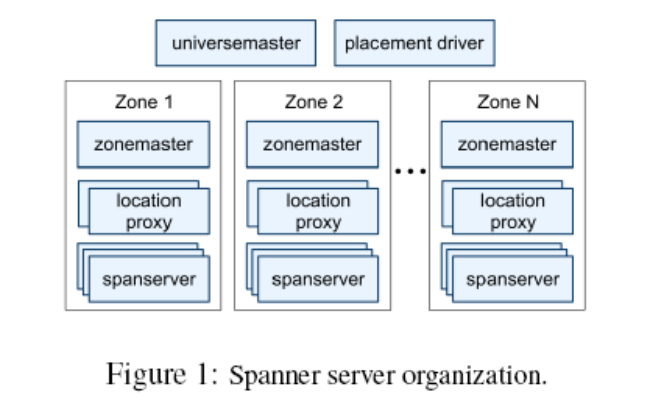 universemaster placement driver
Zone 1 Zone 2 Zone N
zonemaster zonemaster zonemaster
...
location location location
proxy proxy proxy
spanserver spanserver spanserver
Figure 1: Spanner server organization.